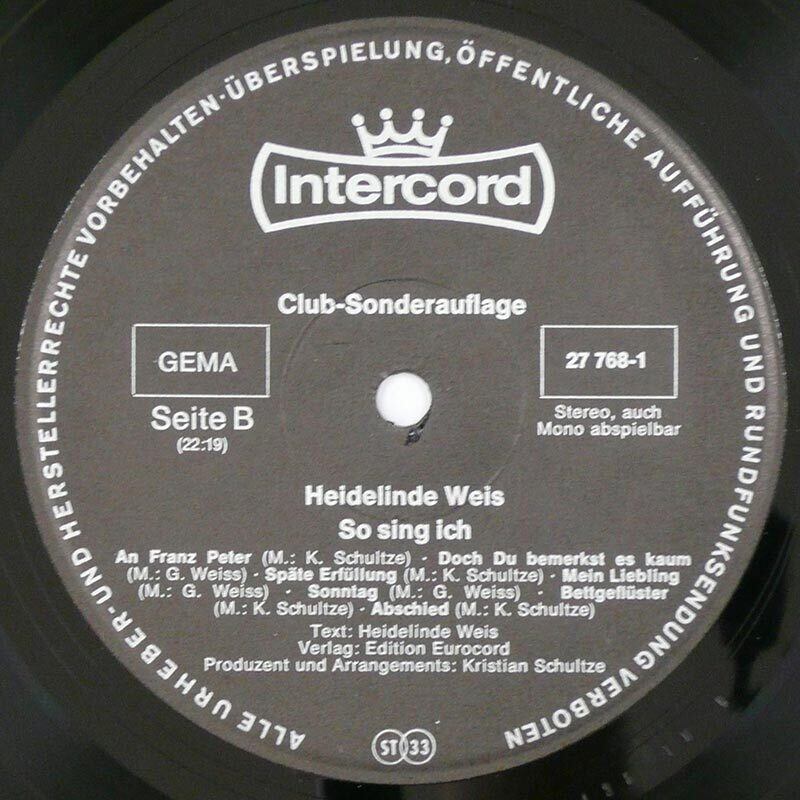 ALLE URHEBER- UND HERSTELLERRECHTE VORBEHALTEN·ÜBERSPIELUNG, ÖFFENTLICHE AUFFÜHRUNG UND RUNDFUNKSENDUNG VERBOTEN
Intercord
Club-Sonderauflage
GEMA
27 768-1
Seite B
(22:19)
Stereo, auch
Mono abspielbar
Heidelinde Weis
So sing ich
An Franz Peter (M.: K. Schultze) · Doch Du bemerkst es kaum
(M.: G. Weiss) · Späte Erfüllung (M.: K. Schultze) · Mein Liebling
(M.: G. Weiss) · Sonntag (M.: G. Weiss) · Bettgeflüster
(M.: K. Schultze) · Abschied (M.: K. Schultze)
Text: Heidelinde Weis
Verlag: Edition Eurocord
Produzent und Arrangements: Kristian Schultze
ST 33